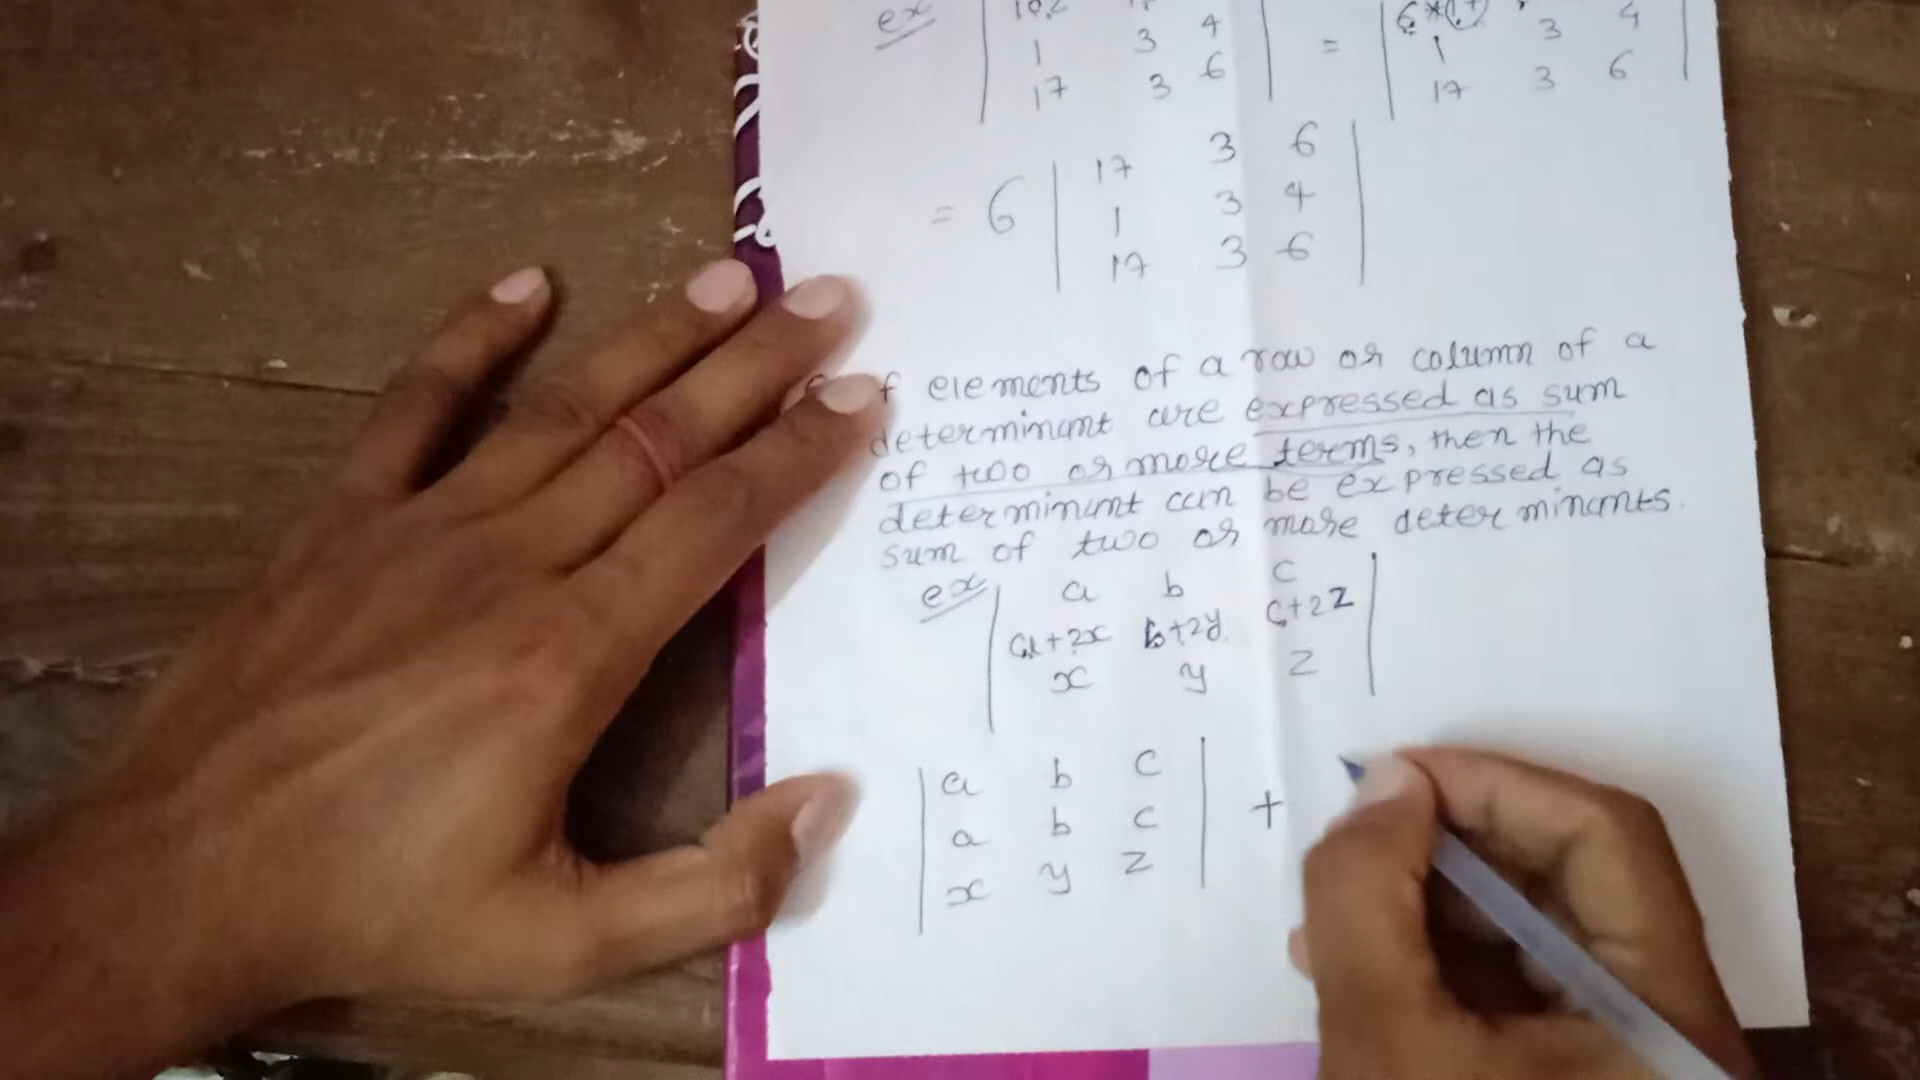 ex | 10 | = | 6
1 3 4 | 1 3 4
17 3 6 | 17 3 6
= 6 | 17 3 6 |
1 3 4
17 3 6
f elements of a row or column of a
determinant are expressed as sum
of two or more terms, then the
determinant can be expressed as
sum of two or more determinants.
ex | a b c |
a+2x b+2y c+2z
x y z
| a b c | +
a b c
x y z